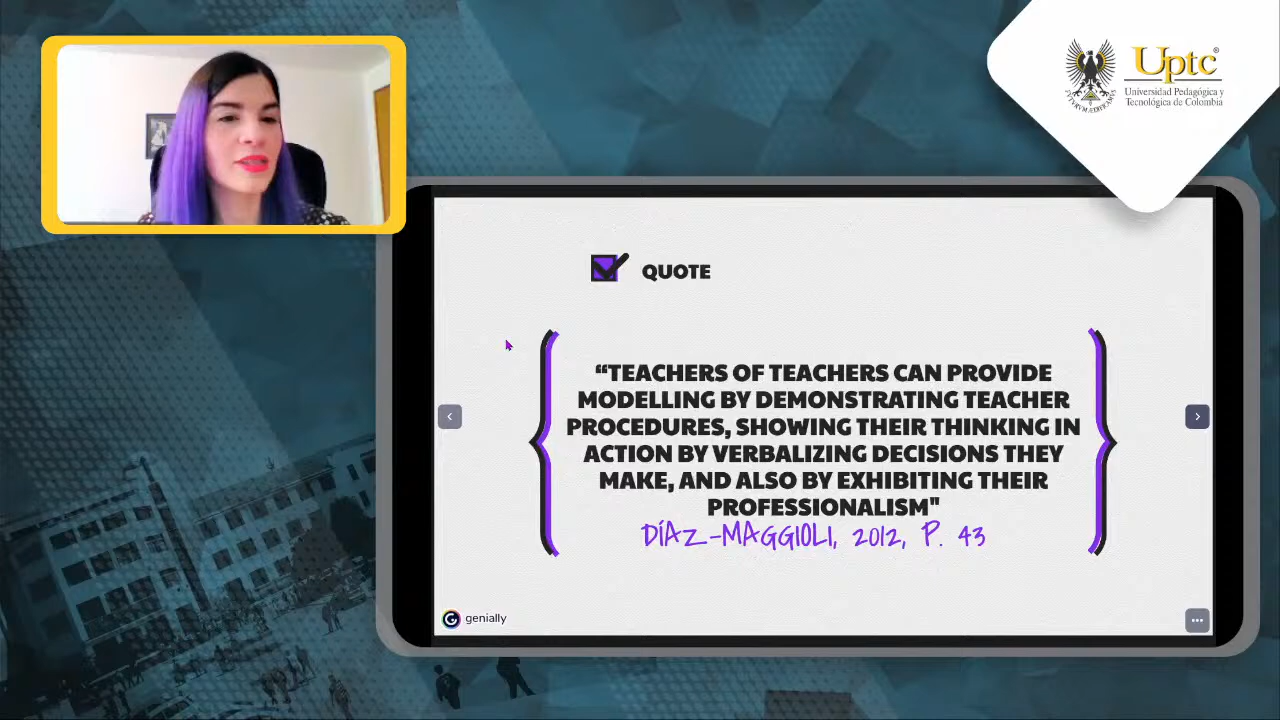 Uptc
Universidad Pedagógica y
Tecnológica de Colombia
QUOTE
“TEACHERS OF TEACHERS CAN PROVIDE
MODELLING BY DEMONSTRATING TEACHER
PROCEDURES, SHOWING THEIR THINKING IN
ACTION BY VERBALIZING DECISIONS THEY
MAKE, AND ALSO BY EXHIBITING THEIR
PROFESSIONALISM"
DÍAZ-MAGGIOLI, 2012, P. 43
genially